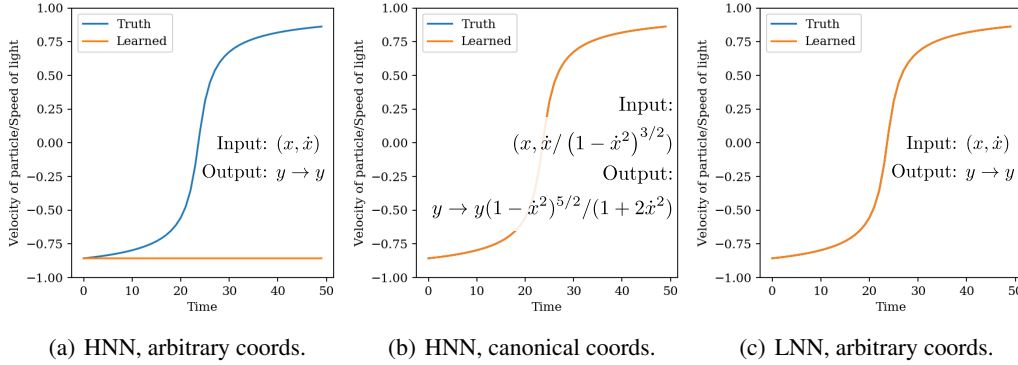 Velocity of particle/Speed of light
1.00
0.75
0.50
0.25
0.00
−0.25
−0.50
−0.75
−1.00
Truth
Learned
Input: (x, ẋ)
Output: y → y
0 10 20 30 40 50
Time
(a) HNN, arbitrary coords.
Velocity of particle/Speed of light
1.00
0.75
0.50
0.25
0.00
−0.25
−0.50
−0.75
−1.00
Truth
Learned
Input:
(x, ẋ/ (1 − ẋ²)^{3/2})
Output:
y → y(1 − ẋ²)^{5/2}/(1 + 2ẋ²)
0 10 20 30 40 50
Time
(b) HNN, canonical coords.
Velocity of particle/Speed of light
1.00
0.75
0.50
0.25
0.00
−0.25
−0.50
−0.75
−1.00
Truth
Learned
Input: (x, ẋ)
Output: y → y
0 10 20 30 40 50
Time
(c) LNN, arbitrary coords.